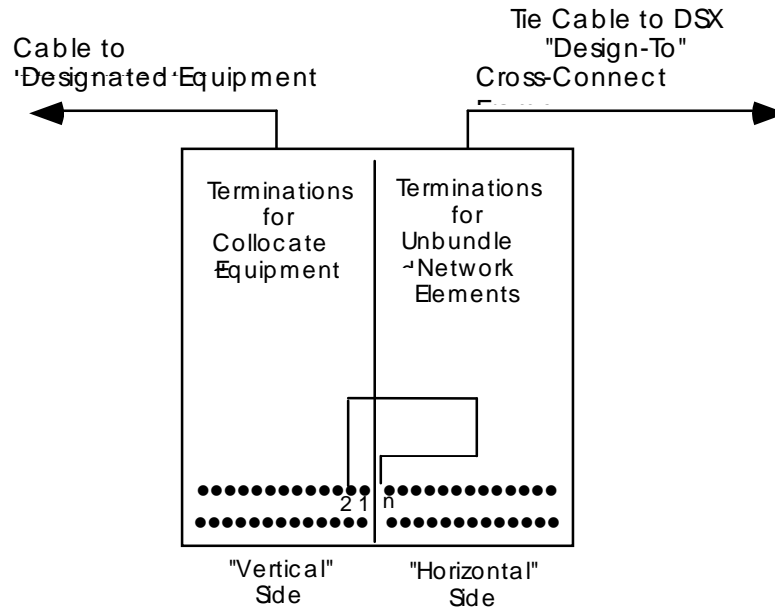 Cable to
Designated Equipment
Tie Cable to DSX
"Design-To"
Cross-Connect
Terminations
for
Collocate
Equipment
Terminations
for
Unbundle
d Network
Elements
2 1 n
"Vertical"
Side
"Horizontal"
Side